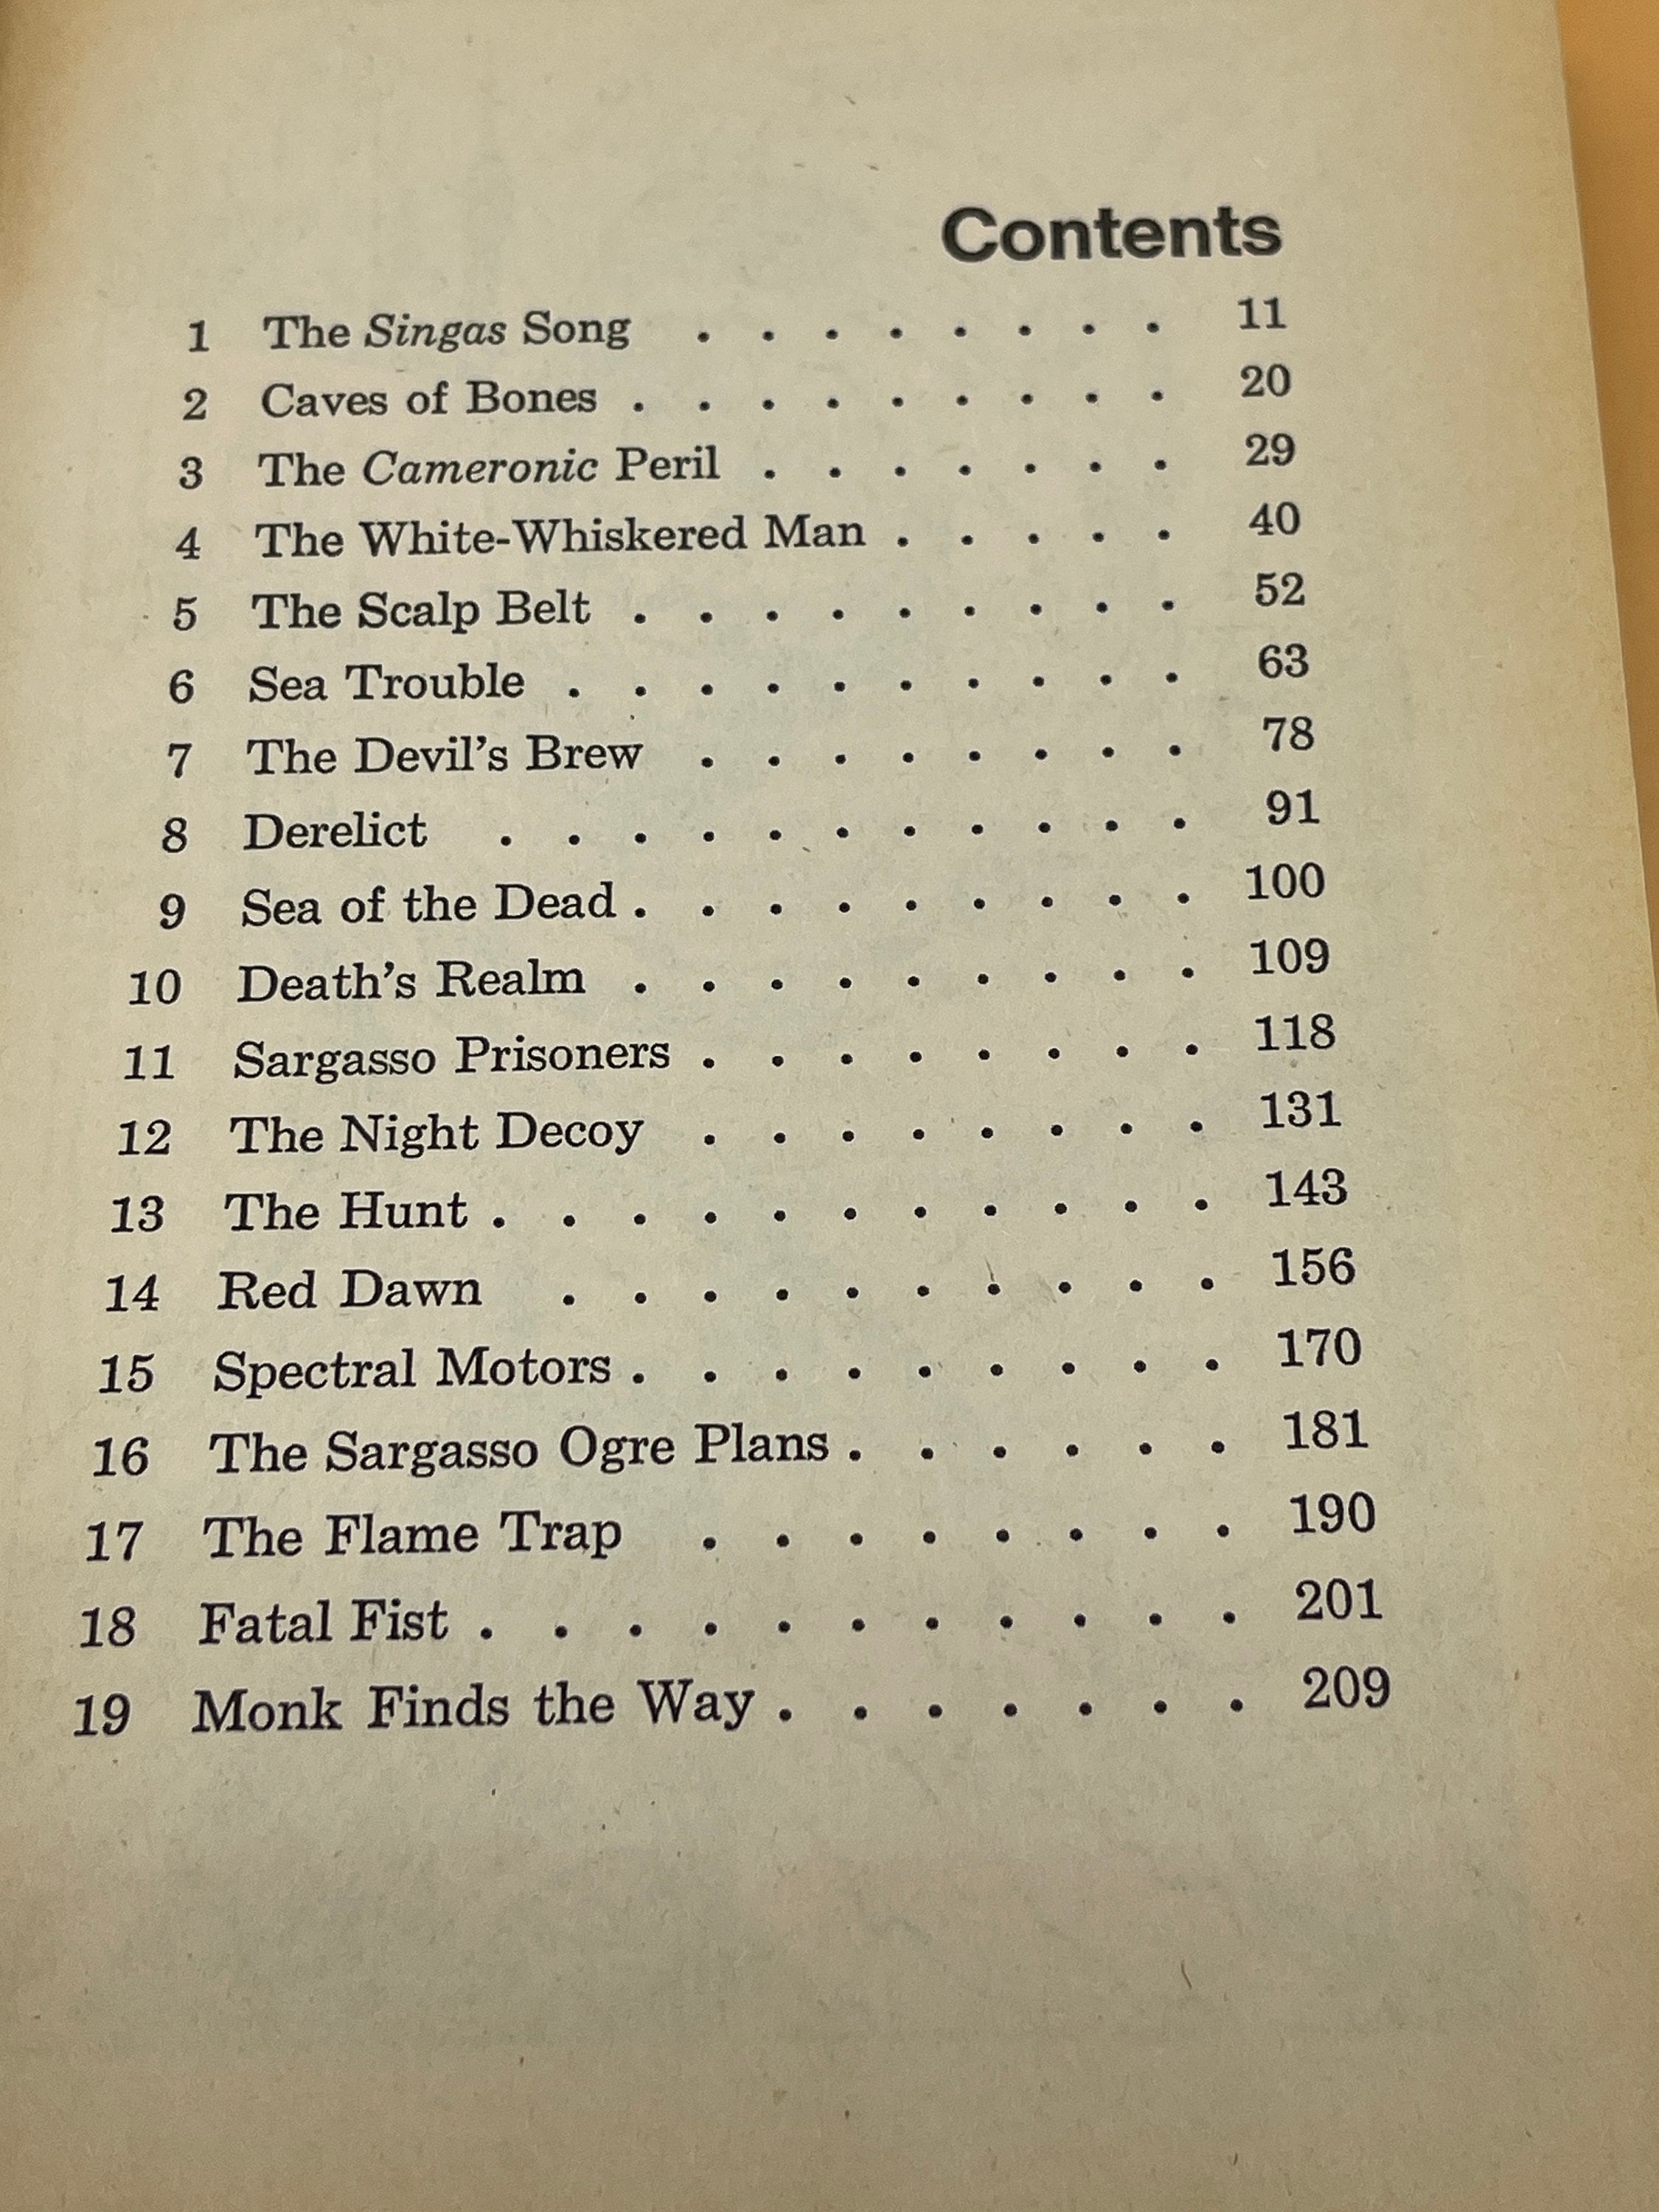 Contents
1 The Singas Song . . . . . . . . 11
2 Caves of Bones . . . . . . . . . 20
3 The Cameronic Peril . . . . . . . 29
4 The White-Whiskered Man . . . . . 40
5 The Scalp Belt . . . . . . . . . 52
6 Sea Trouble . . . . . . . . . . 63
7 The Devil's Brew . . . . . . . . 78
8 Derelict . . . . . . . . . . . 91
9 Sea of the Dead . . . . . . . . . 100
10 Death's Realm . . . . . . . . . 109
11 Sargasso Prisoners . . . . . . . . 118
12 The Night Decoy . . . . . . . . 131
13 The Hunt . . . . . . . . . . . 143
14 Red Dawn . . . . . . . . . . 156
15 Spectral Motors . . . . . . . . . 170
16 The Sargasso Ogre Plans . . . . . . 181
17 The Flame Trap . . . . . . . . 190
18 Fatal Fist . . . . . . . . . . . 201
19 Monk Finds the Way . . . . . . . 209